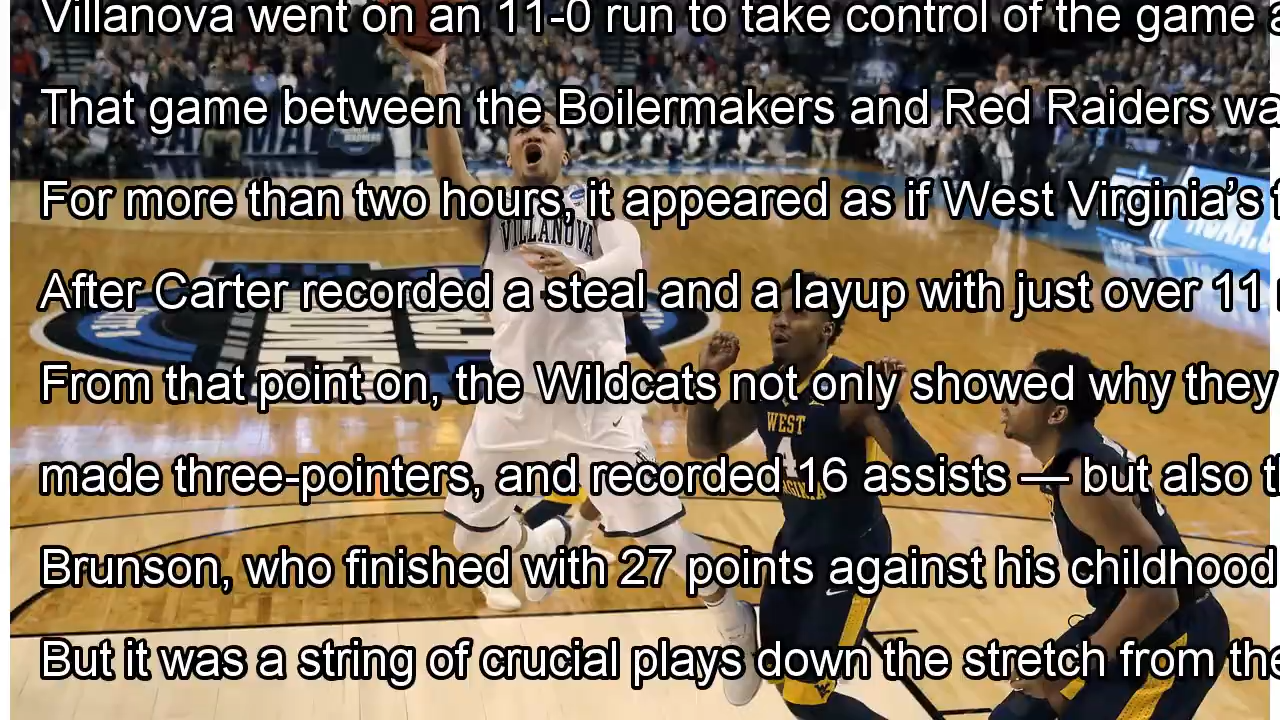 Villanova went on an 11-0 run to take control of the game
That game between the Boilermakers and Red Raiders wa
For more than two hours, it appeared as if West Virginia’s
After Carter recorded a steal and a layup with just over 11
From that point on, the Wildcats not only showed why they
made three-pointers, and recorded 16 assists — but also
Brunson, who finished with 27 points against his childhood
But it was a string of crucial plays down the stretch from the
VILLANOVA
WEST
4